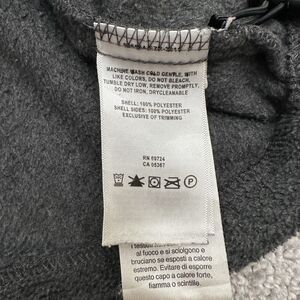 MACHINE WASH COLD GENTLE, WITH
LIKE COLORS, DO NOT BLEACH,
TUMBLE DRY LOW, REMOVE PROMPTLY,
DO NOT IRON, DRYCLEANABLE
SHELL: 100% POLYESTER
SHELL SIDES: 100% POLYESTER
EXCLUSIVE OF TRIMMING
RN 69724
CA 05367
al fuoco e si sciolgono e
bruciano se esposti a calore
estremo. Evitare di esporre
questo capo a calore forte,
fiamma o scintille.